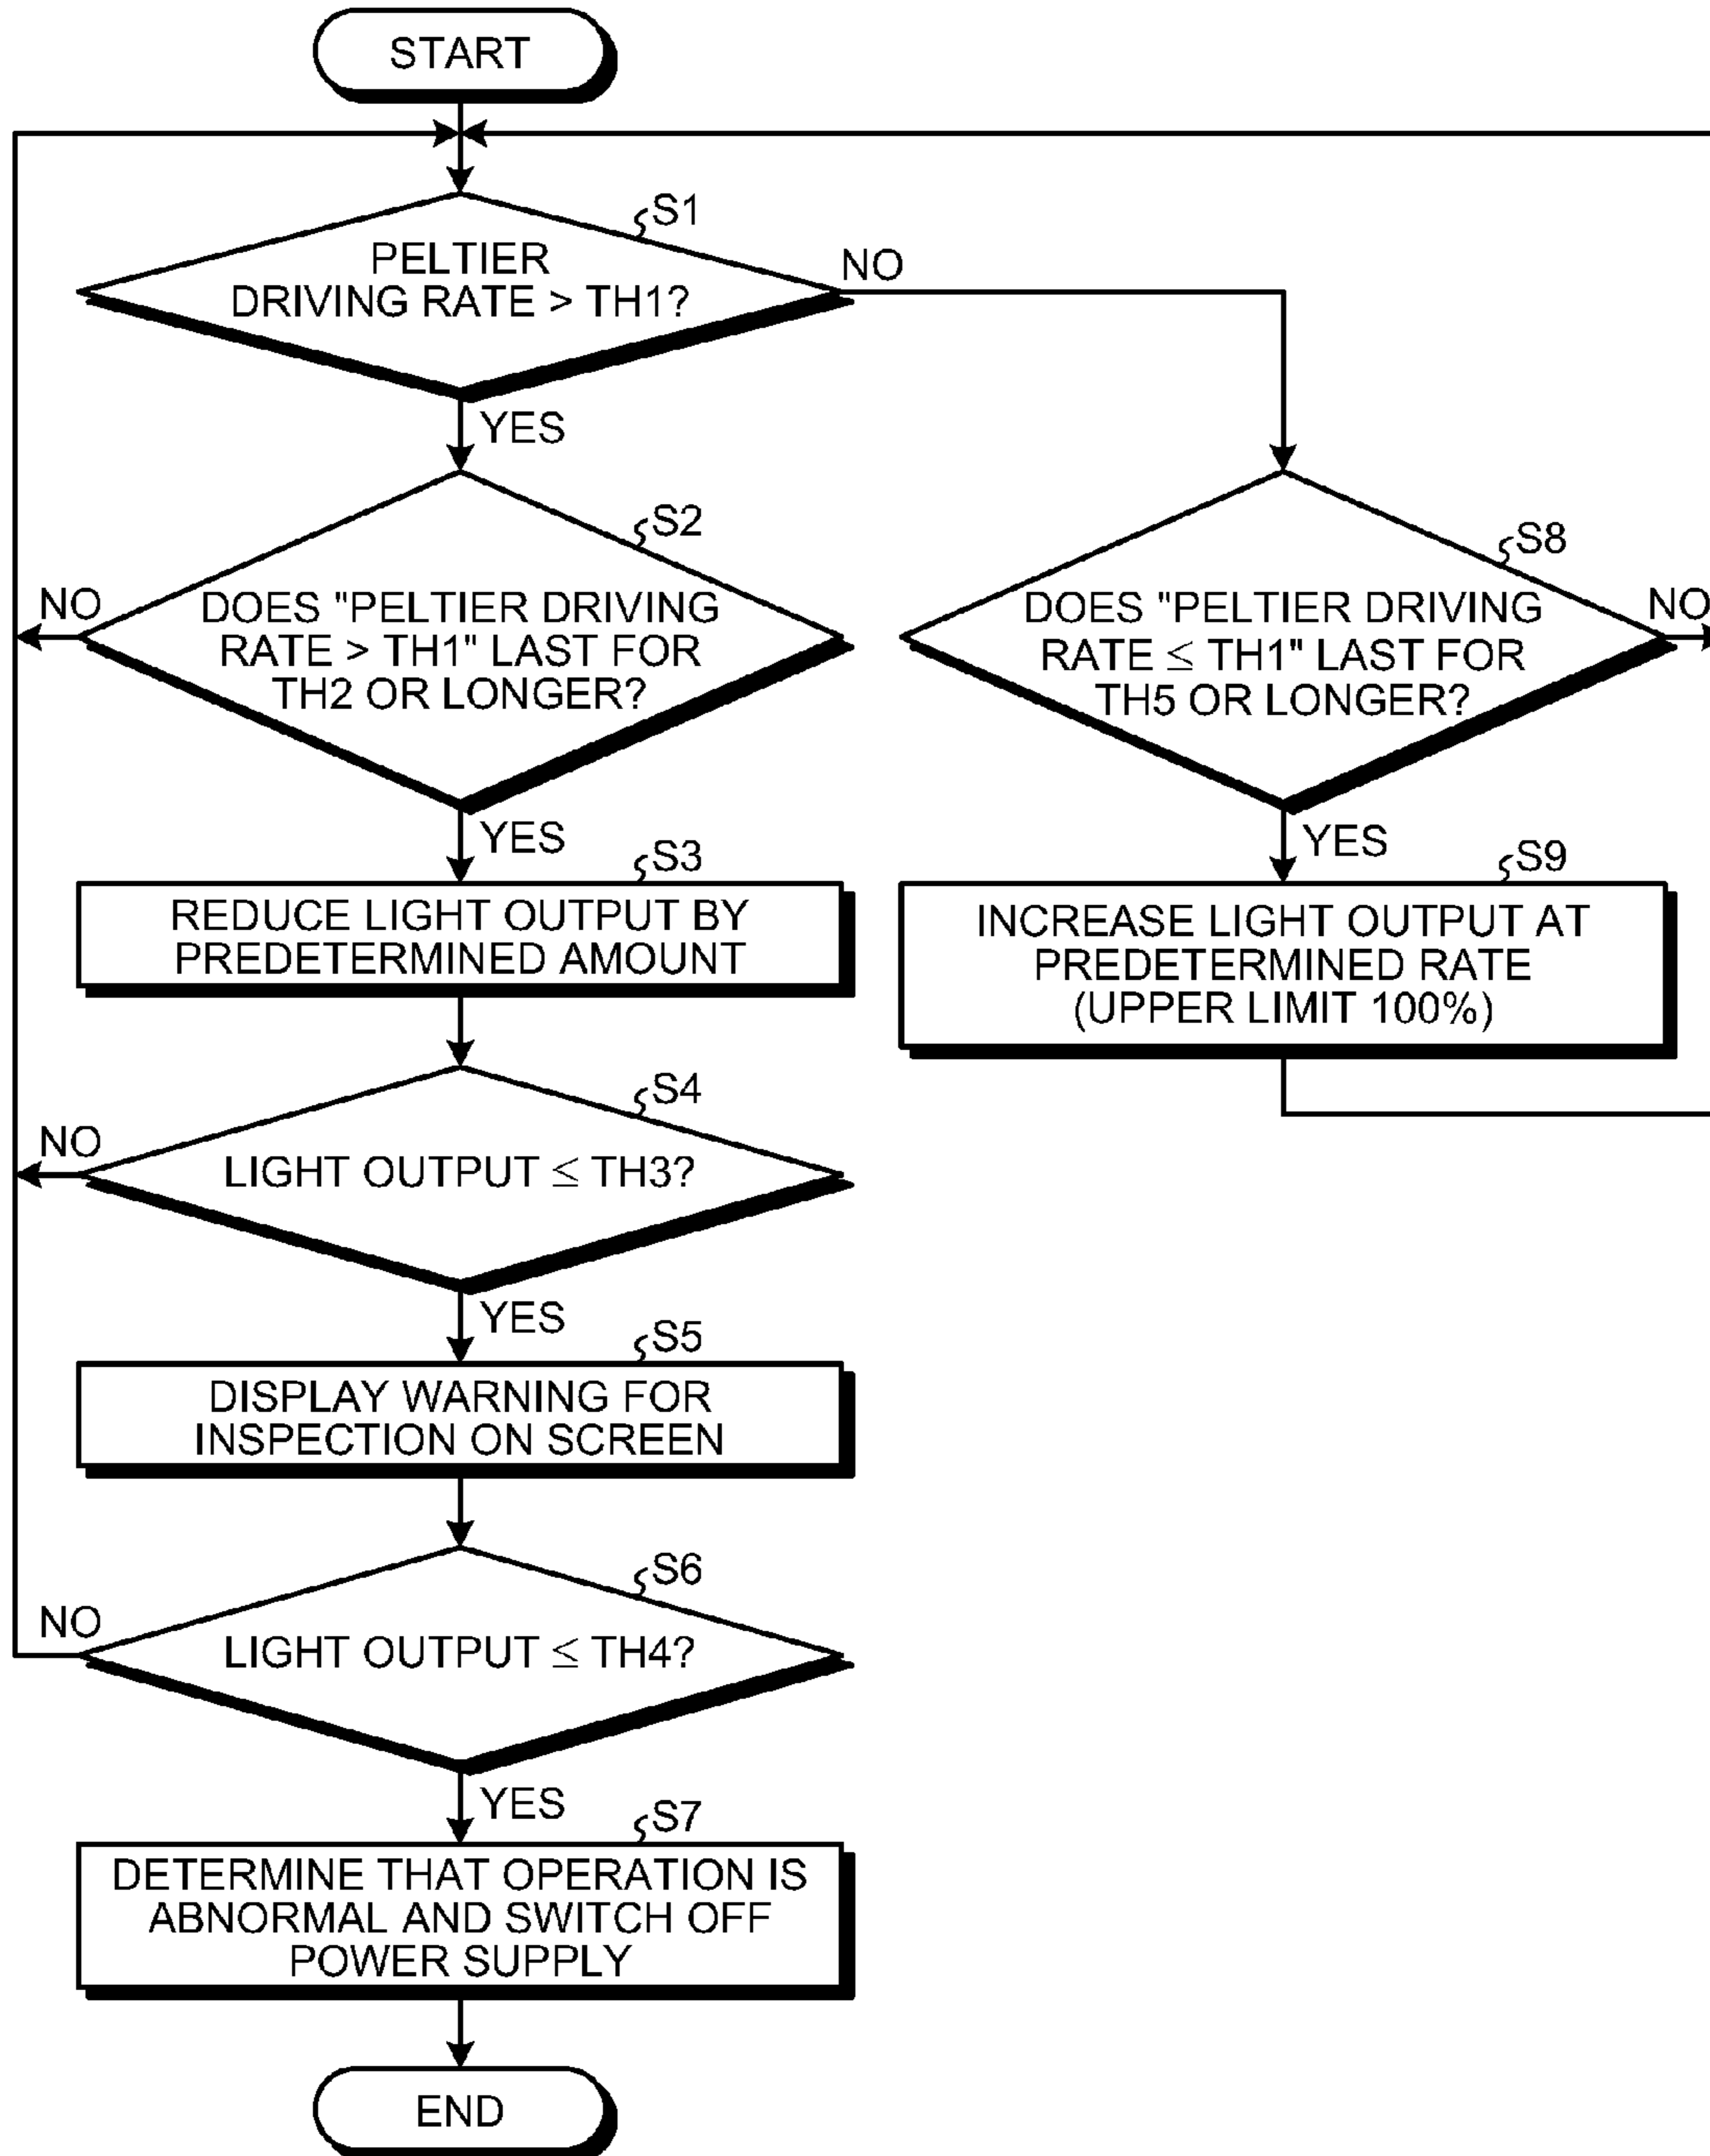 START
S1
PELTIER
DRIVING RATE > TH1?
NO
YES
S2
DOES "PELTIER DRIVING
RATE > TH1" LAST FOR
TH2 OR LONGER?
NO
YES
S3
REDUCE LIGHT OUTPUT BY
PREDETERMINED AMOUNT
S4
LIGHT OUTPUT ≤ TH3?
NO
YES
S5
DISPLAY WARNING FOR
INSPECTION ON SCREEN
S6
LIGHT OUTPUT ≤ TH4?
NO
YES
S7
DETERMINE THAT OPERATION IS
ABNORMAL AND SWITCH OFF
POWER SUPPLY
END
S8
DOES "PELTIER DRIVING
RATE ≤ TH1" LAST FOR
TH5 OR LONGER?
NO
YES
S9
INCREASE LIGHT OUTPUT AT
PREDETERMINED RATE
(UPPER LIMIT 100%)